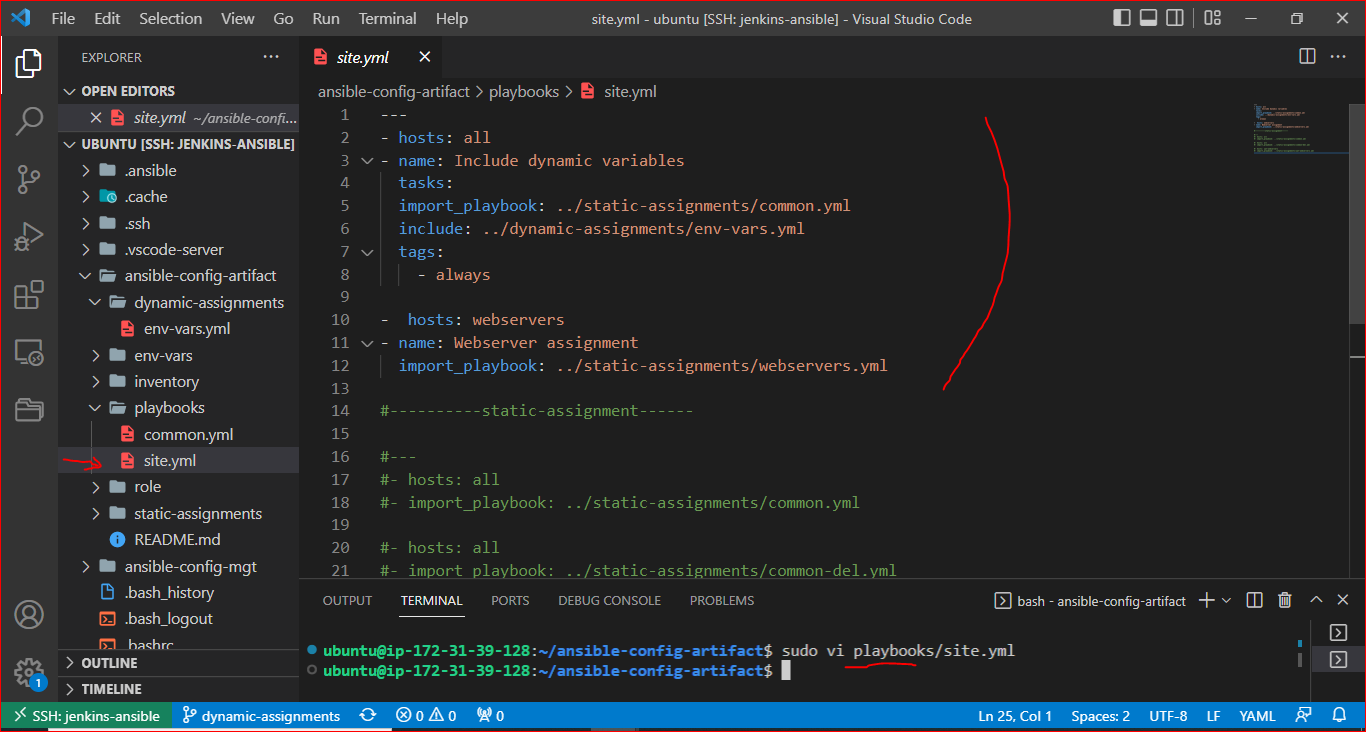 File Edit Selection View Go Run Terminal Help site.yml - ubuntu [SSH: jenkins-ansible] - Visual Studio Code
EXPLORER
OPEN EDITORS
site.yml ~/ansible-confi...
UBUNTU [SSH: JENKINS-ANSIBLE]
.ansible
.cache
.ssh
.vscode-server
ansible-config-artifact
dynamic-assignments
env-vars.yml
env-vars
inventory
playbooks
common.yml
site.yml
role
static-assignments
README.md
ansible-config-mgt
.bash_history
.bash_logout
.bashrc
OUTLINE
TIMELINE
1
site.yml
ansible-config-artifact > playbooks > site.yml
1 ---
2 - hosts: all
3 - name: Include dynamic variables
4 tasks:
5 import_playbook: ../static-assignments/common.yml
6 include: ../dynamic-assignments/env-vars.yml
7 tags:
8 - always
9
10 -  hosts: webservers
11 - name: Webserver assignment
12 import_playbook: ../static-assignments/webservers.yml
13
14 #----------static-assignment------
15
16 #---
17 #- hosts: all
18 #- import_playbook: ../static-assignments/common.yml
19
20 #- hosts: all
21 #- import_playbook: ../static-assignments/common-del.yml
OUTPUT TERMINAL PORTS DEBUG CONSOLE PROBLEMS bash - ansible-config-artifact
ubuntu@ip-172-31-39-128:~/ansible-config-artifact$ sudo vi playbooks/site.yml
ubuntu@ip-172-31-39-128:~/ansible-config-artifact$
SSH: jenkins-ansible dynamic-assignments 0 0 0 Ln 25, Col 1 Spaces: 2 UTF-8 LF YAML